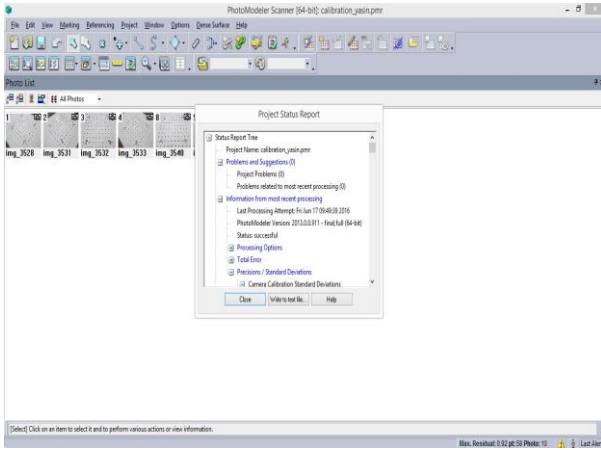 PhotoModeler Scanner [64-bit]: calibration_yasin.pmr
File Edit View Marking Referencing Project Window Options Dense Surface Help
Photo List
All Photos
1 2 3 4 8
img_3528 img_3531 img_3532 img_3533 img_3540
Project Status Report
Status Report Tree
Project Name: calibration_yasin.pmr
Problems and Suggestions (0)
Project Problems (0)
Problems related to most recent processing (0)
Information from most recent processing
Last Processing Attempt: Fri Jun 17 09:49:39 2016
PhotoModeler Version: 2013.0.0.911 - final,full (64-bit)
Status: successful
Processing Options
Total Error
Precisions / Standard Deviations
Camera Calibration Standard Deviations
Close Write to text file... Help
[Select] Click on an item to select it and to perform various actions or view information.
Max. Residual: 0.92 pt: 58 Photo: 10 Last Aler